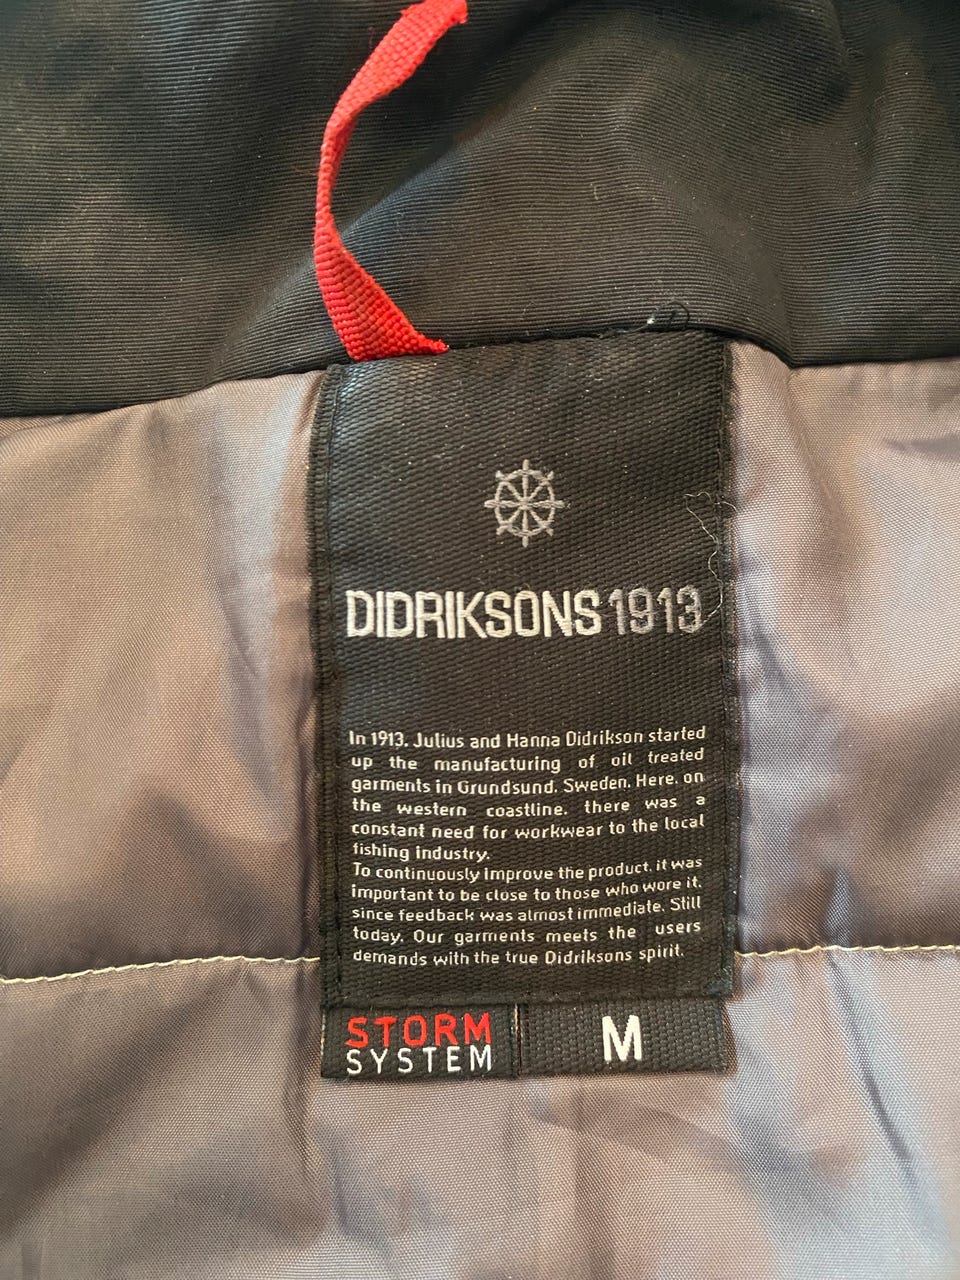 DIDRIKSONS1913
In 1913, Julius and Hanna Didrikson started
up the manufacturing of oil treated
garments in Grundsund, Sweden. Here, on
the western coastline, there was a
constant need for workwear to the local
fishing industry.
To continuously improve the product, it was
important to be close to those who wore it,
since feedback was almost immediate. Still
today. Our garments meets the users
demands with the true Didriksons spirit.
STORM
SYSTEM
M